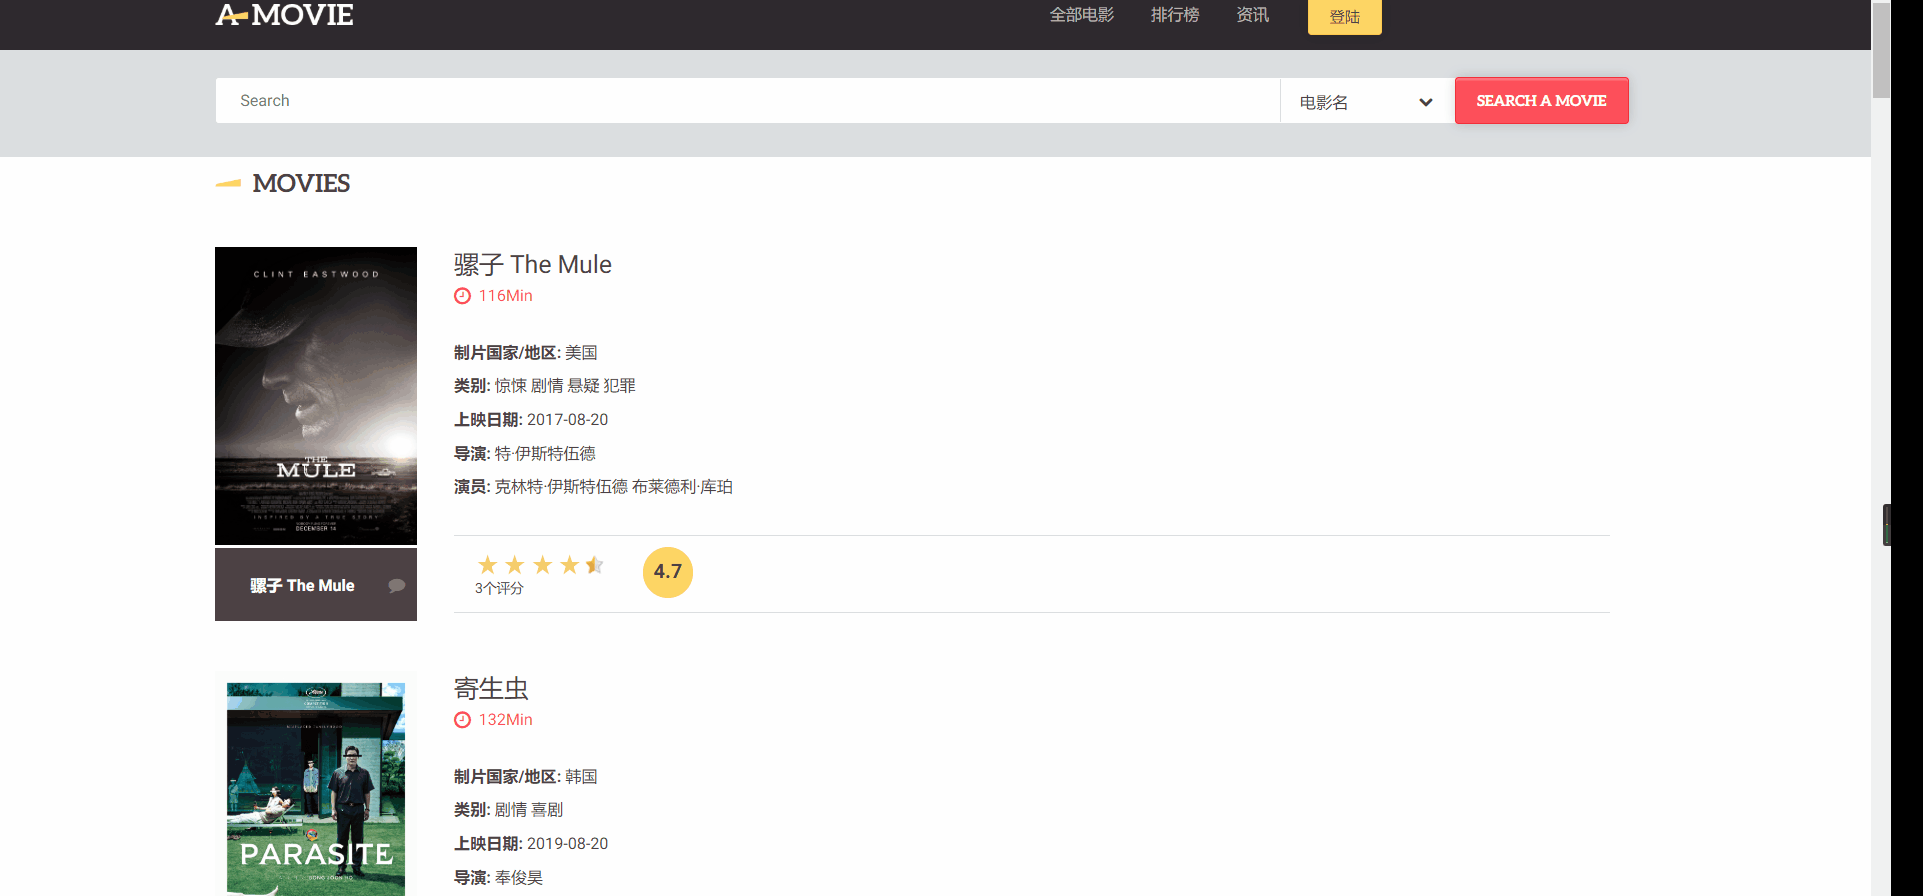 A MOVIE
全部电影 排行榜 资讯 登陆
Search 电影名 SEARCH A MOVIE
MOVIES
CLINT EASTWOOD
THE
MULE
INSPIRED BY A TRUE STORY
DECEMBER 14
骡子 The Mule
骡子 The Mule
116Min
制片国家/地区: 美国
类别: 惊悚 剧情 悬疑 犯罪
上映日期: 2017-08-20
导演: 特·伊斯特伍德
演员: 克林特·伊斯特伍德 布莱德利·库珀
4.7
3个评分
PARASITE
寄生虫
132Min
制片国家/地区: 韩国
类别: 剧情 喜剧
上映日期: 2019-08-20
导演: 奉俊昊